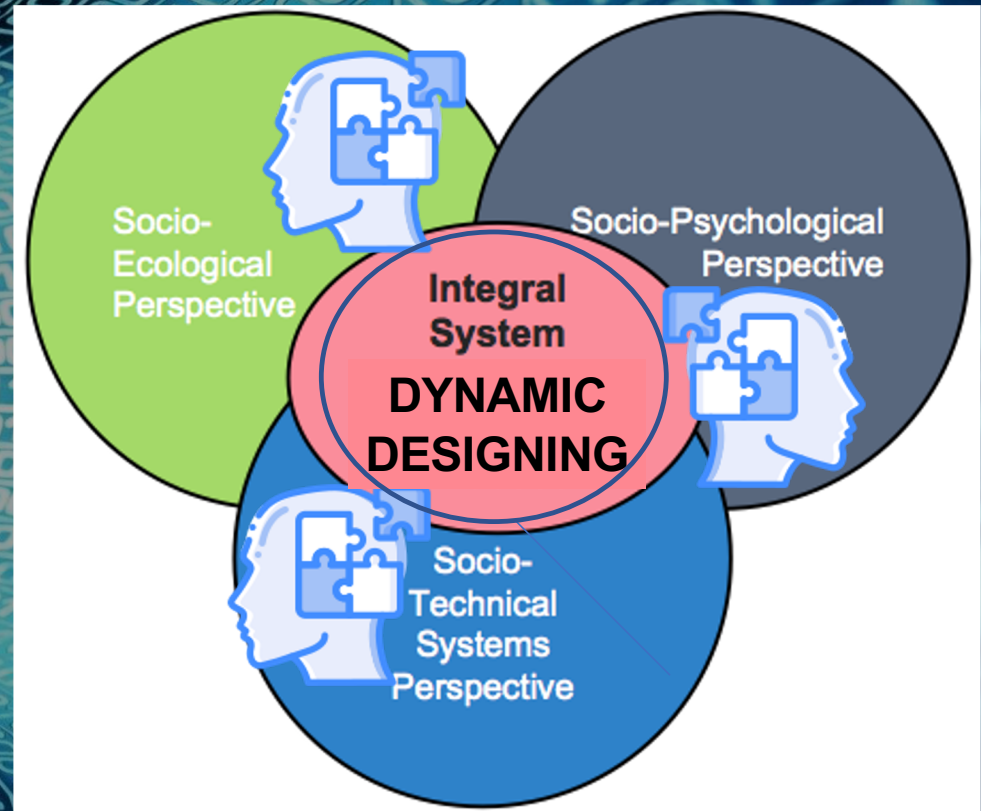 Socio-
Ecological
Perspective
Socio-Psychological
Perspective
Integral
System
DYNAMIC
DESIGNING
Socio-
Technical
Systems
Perspective